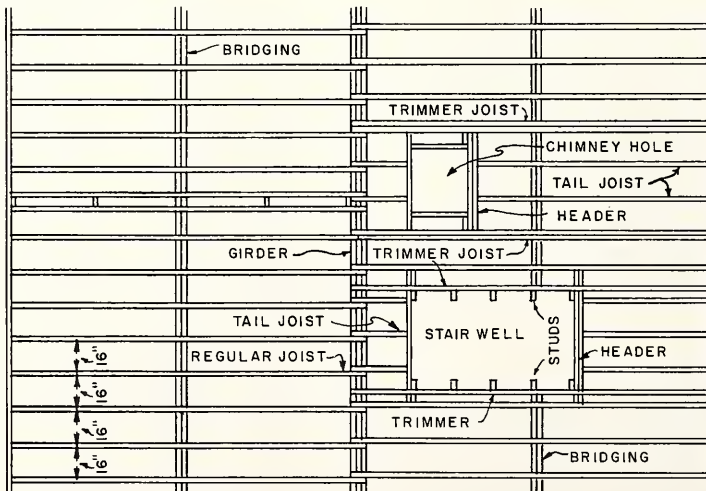 BRIDGING
TRIMMER JOIST
CHIMNEY HOLE
TAIL JOIST
HEADER
GIRDER
TRIMMER JOIST
TAIL JOIST
STAIR WELL
STUDS
HEADER
REGULAR JOIST
16"
16"
16"
16"
TRIMMER
BRIDGING